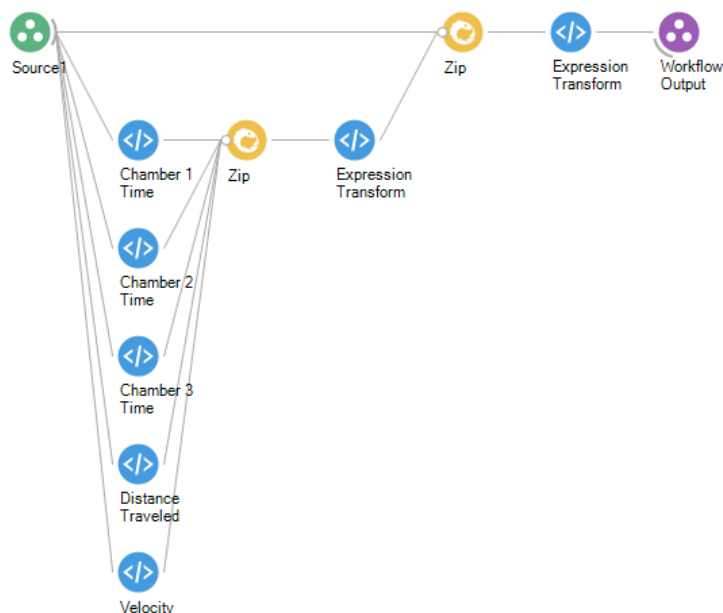 Source1
Zip
Expression
Transform
Workflow
Output
Chamber 1
Time
Zip
Expression
Transform
Chamber 2
Time
Chamber 3
Time
Distance
Traveled
Velocity